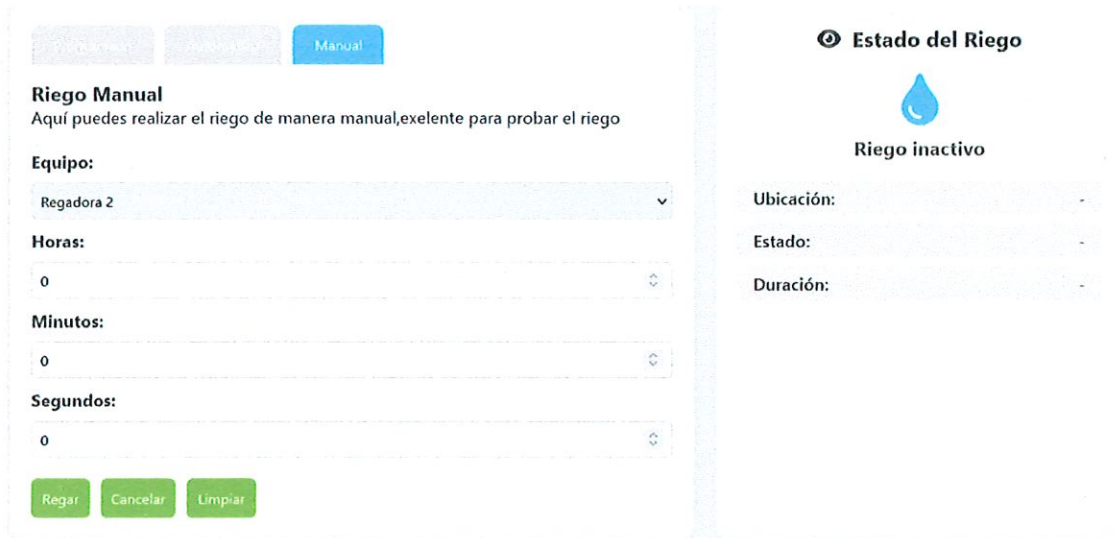 Manual
Riego Manual
Aquí puedes realizar el riego de manera manual,exelente para probar el riego
Equipo:
Regadora 2
Horas:
0
Minutos:
0
Segundos:
0
Regar Cancelar Limpiar
Estado del Riego
Riego inactivo
Ubicación: -
Estado: -
Duración: -